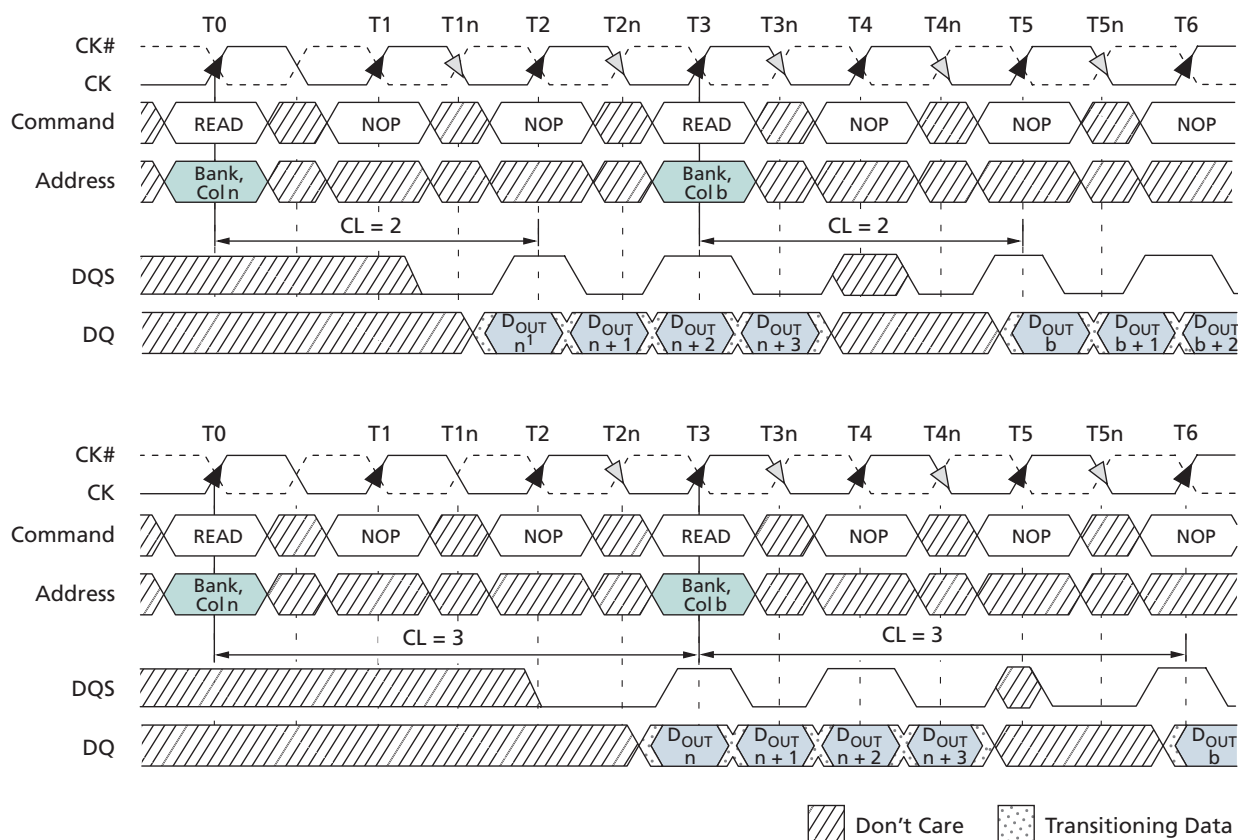 T0 T1 T1n T2 T2n T3 T3n T4 T4n T5 T5n T6
CK#
CK
Command READ NOP NOP READ NOP NOP NOP
Address Bank, Col n Bank, Col b
CL = 2 CL = 2
DQS
DQ DOUT n1 DOUT n + 1 DOUT n + 2 DOUT n + 3 DOUT b DOUT b + 1 DOUT b + 2
T0 T1 T1n T2 T2n T3 T3n T4 T4n T5 T5n T6
CK#
CK
Command READ NOP NOP READ NOP NOP NOP
Address Bank, Col n Bank, Col b
CL = 3 CL = 3
DQS
DQ DOUT n DOUT n + 1 DOUT n + 2 DOUT n + 3 DOUT b
Don't Care Transitioning Data